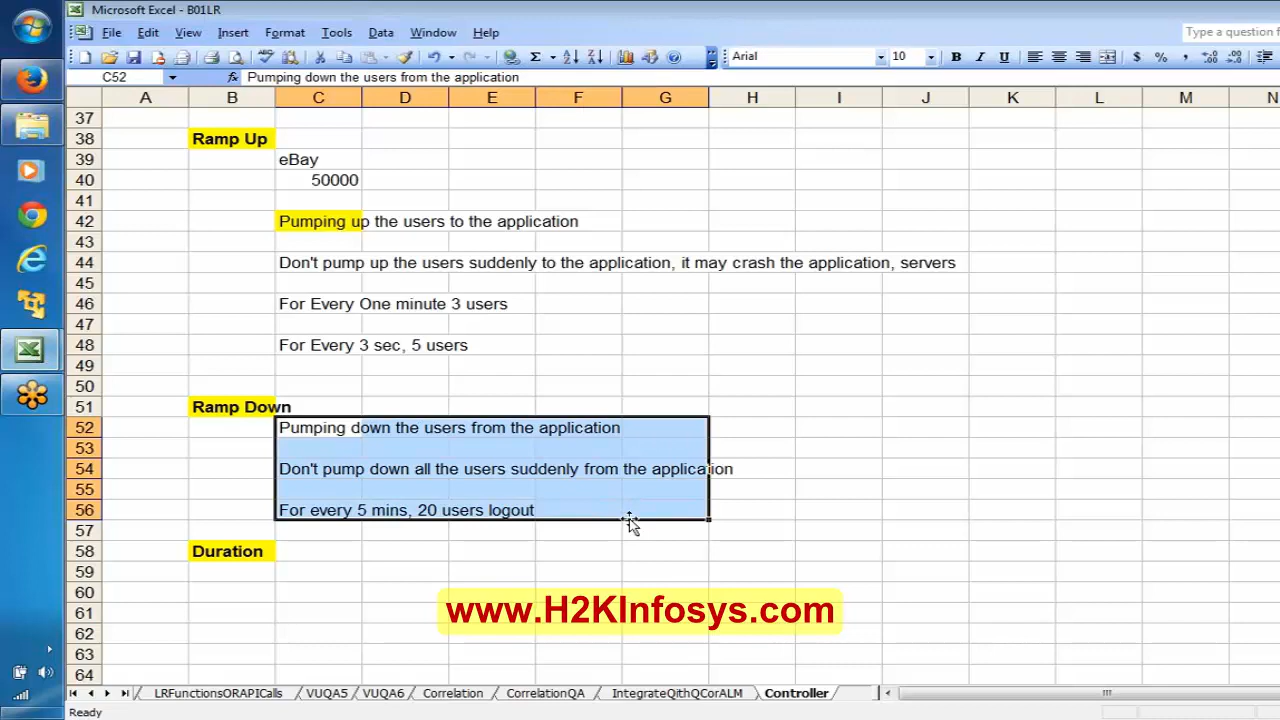 Microsoft Excel - B01LR
File Edit View Insert Format Tools Data Window Help
Type a question f
Arial 10 B I U $ % ,
C52 fx Pumping down the users from the application
A B C D E F G H I J K L M N
37
38 Ramp Up
39 eBay
40 50000
41
42 Pumping up the users to the application
43
44 Don't pump up the users suddenly to the application, it may crash the application, servers
45
46 For Every One minute 3 users
47
48 For Every 3 sec, 5 users
49
50
51 Ramp Down
52 Pumping down the users from the application
53
54 Don't pump down all the users suddenly from the application
55
56 For every 5 mins, 20 users logout
57
58 Duration
59
60
61
62
63
64
www.H2KInfosys.com
LRFunctionsORAPICalls VUQA5 VUQA6 Correlation CorrelationQA IntegrateQithQCorALM Controller
Ready